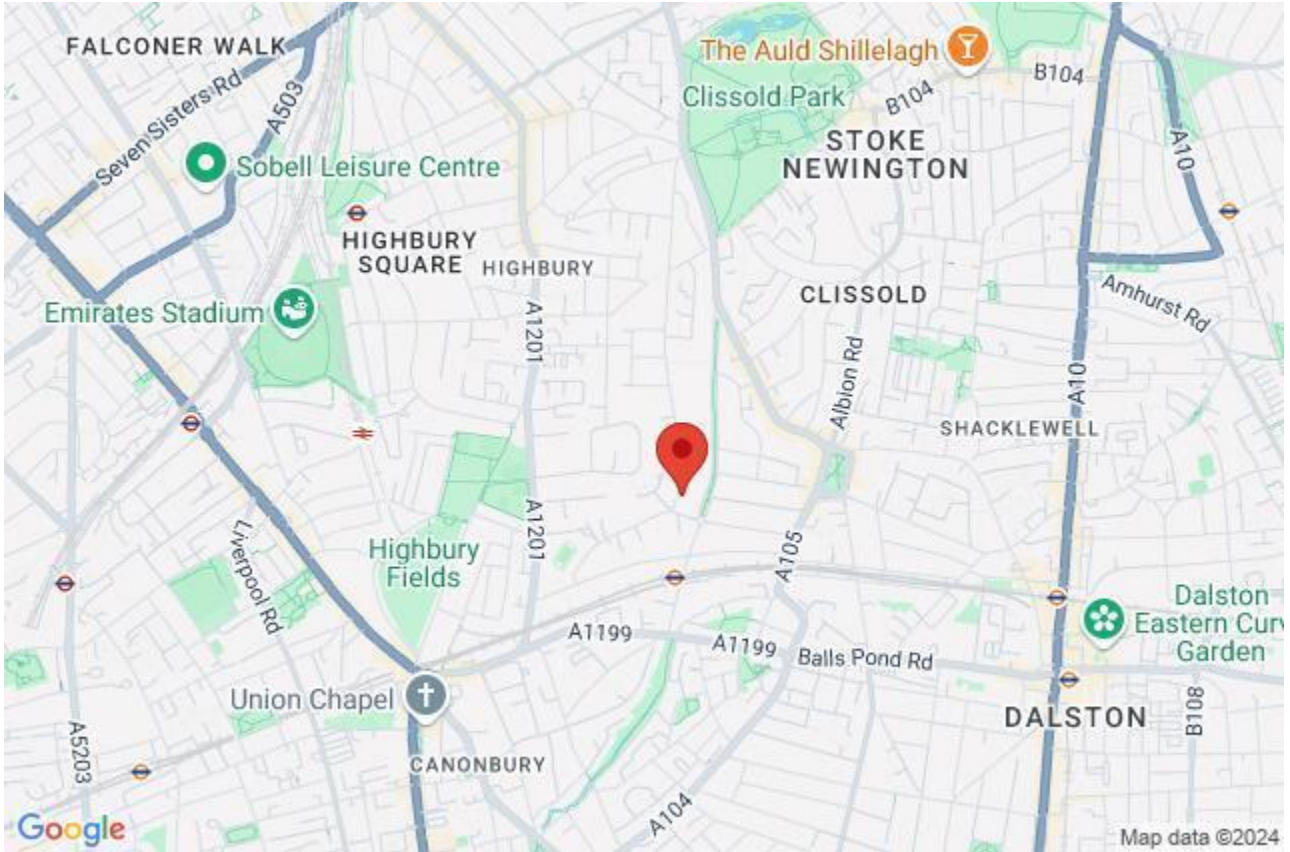 FALCONER WALK
Seven Sisters Rd
A503
Sobell Leisure Centre
The Auld Shillelagh
B104
B104
Clissold Park
STOKE
NEWINGTON
A10
HIGHBURY
SQUARE
HIGHBURY
CLISSOLD
Emirates Stadium
A1201
Amhurst Rd
Albion Rd
A10
SHACKLEWELL
Liverpool Rd
A1201
Highbury
Fields
A105
Dalston
Eastern Curv
Garden
A1199
A1199
Balls Pond Rd
Union Chapel
A5203
DALSTON
B108
CANONBURY
A104
Google
Map data ©2024